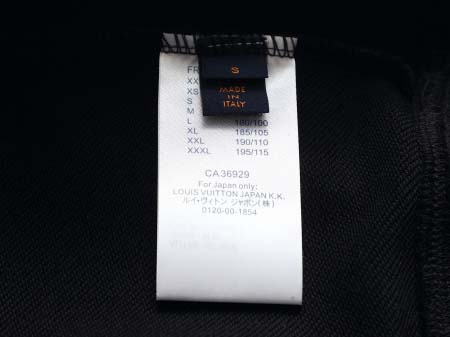 S
MADE
IN
ITALY
FR
XX
XS
S
M
L 180/100
XL 185/105
XXL 190/110
XXXL 195/115
CA36929
For Japan only:
LOUIS VUITTON JAPAN K.K.
ルイ・ヴィトン ジャパン(株)
0120-00-1854